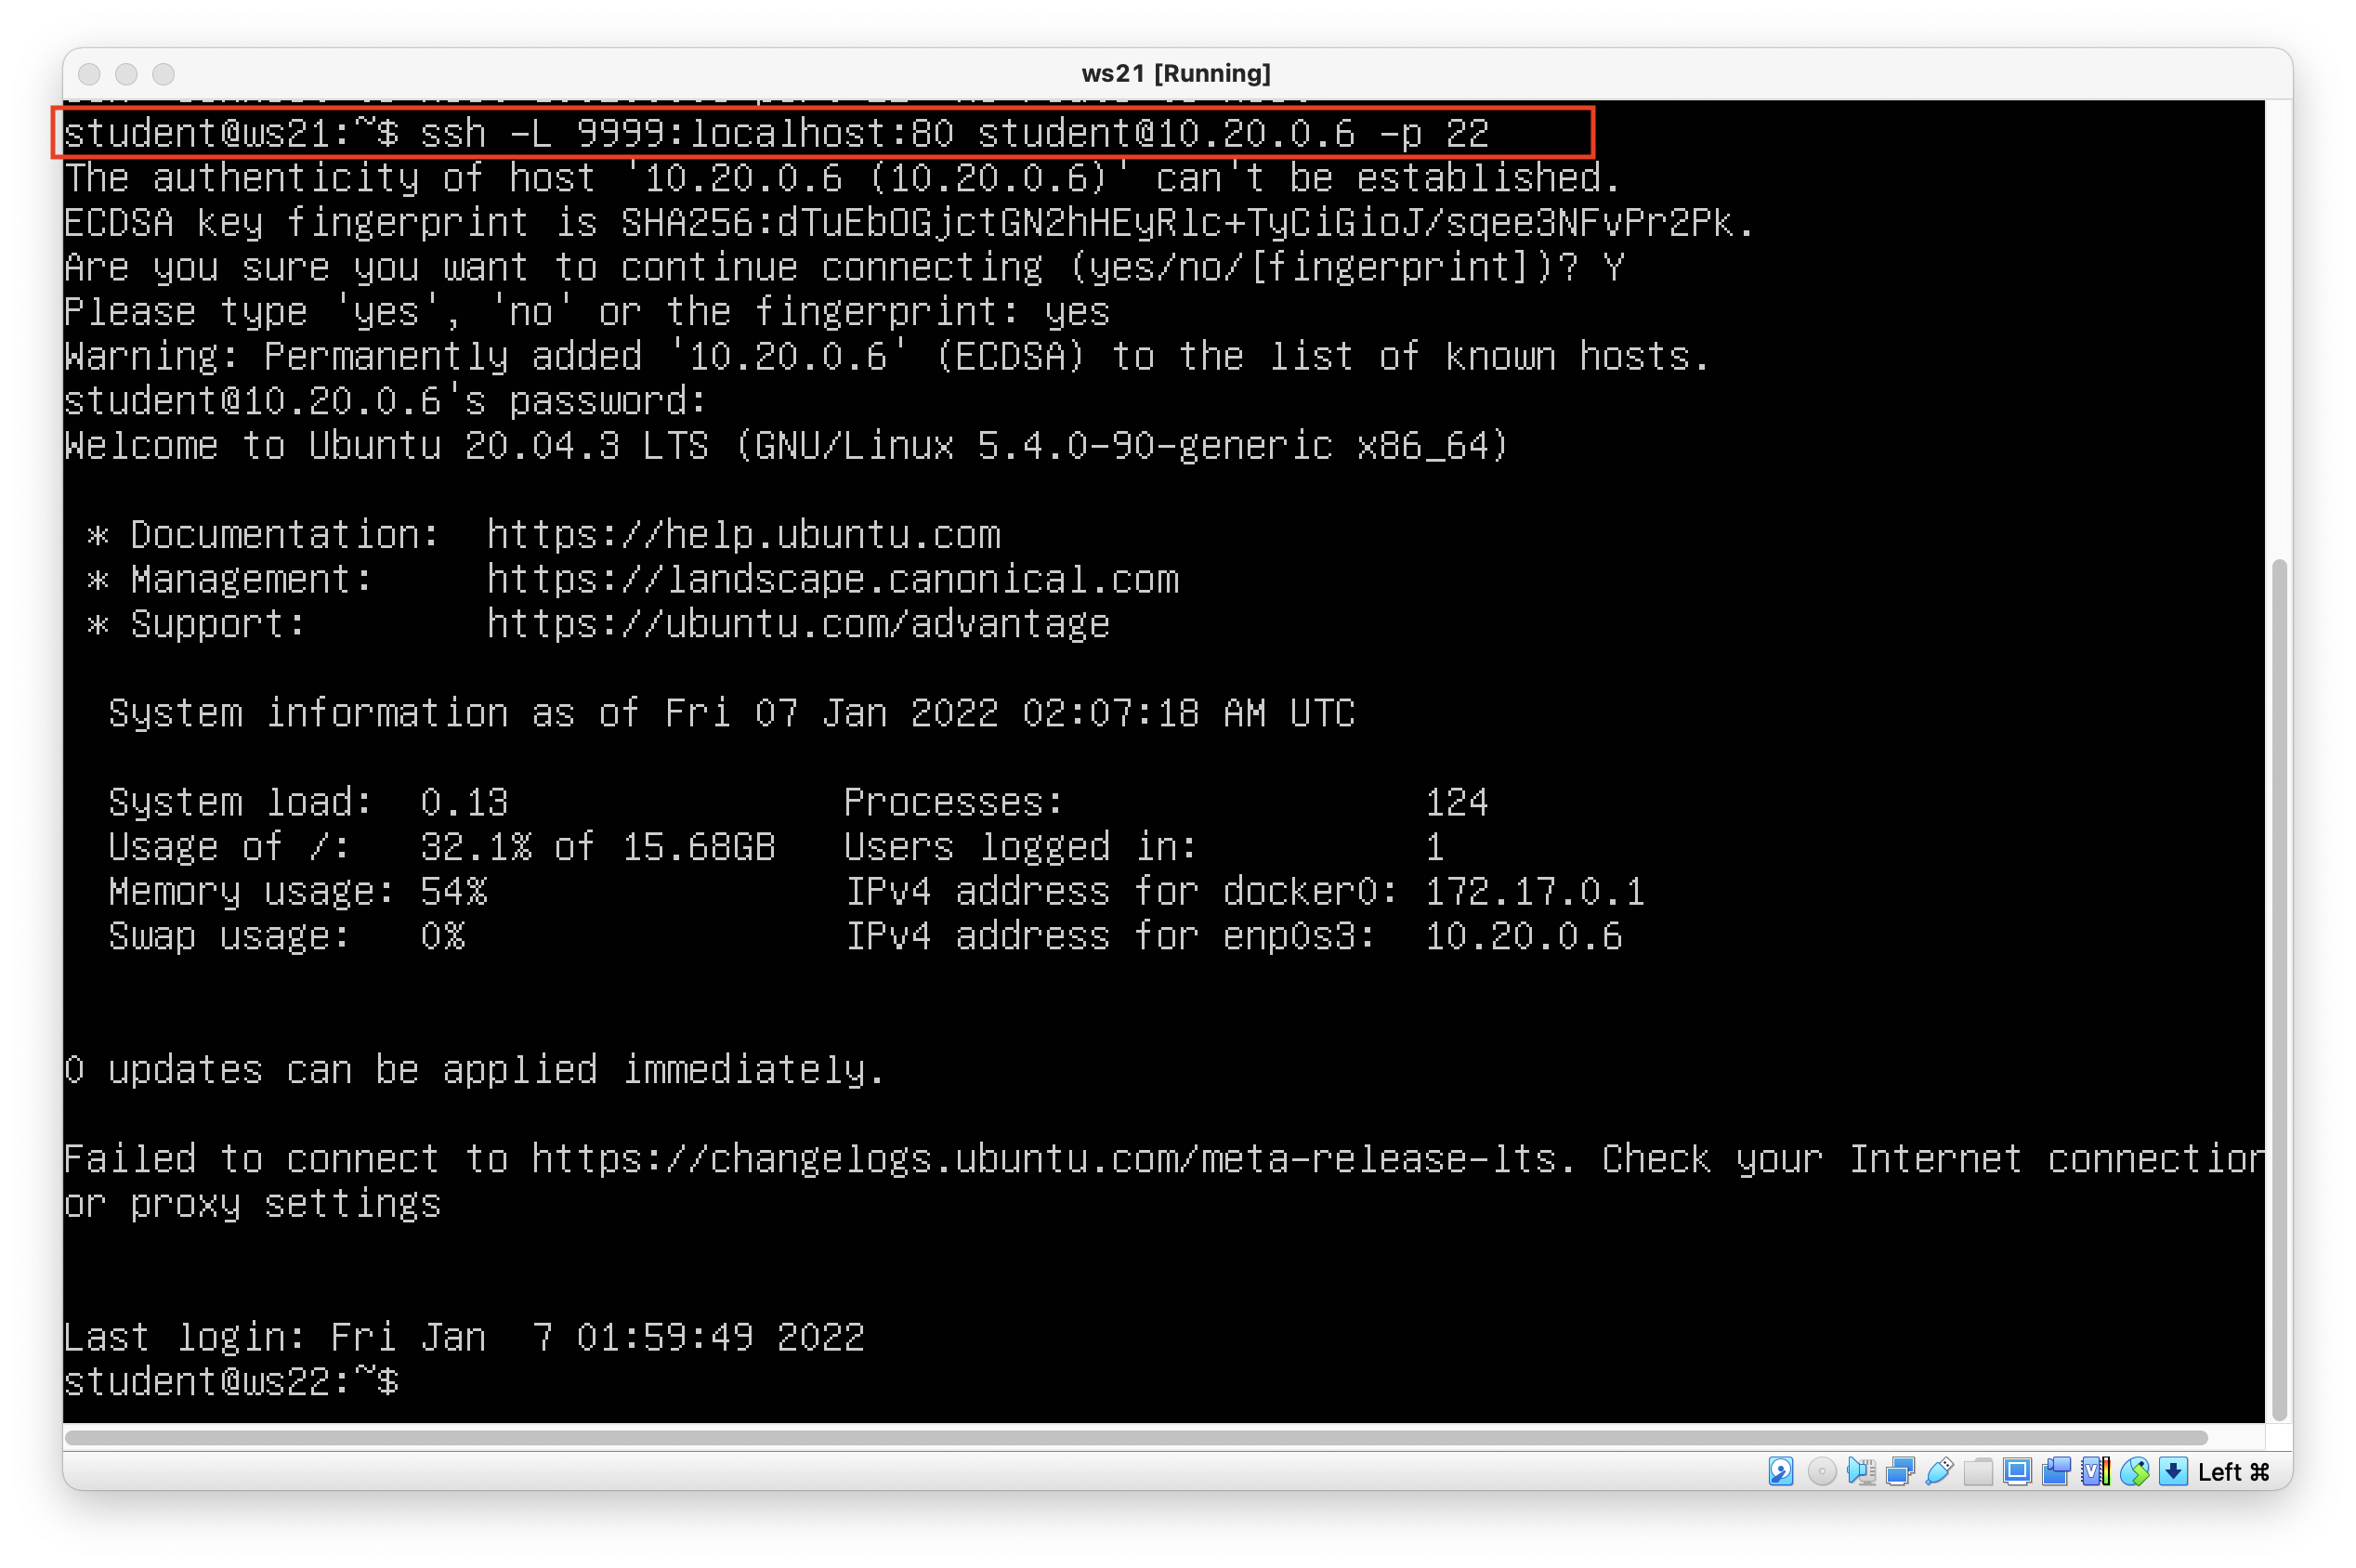 ws21 [Running]
student@ws21:~$ ssh -L 9999:localhost:80 student@10.20.0.6 -p 22
The authenticity of host '10.20.0.6 (10.20.0.6)' can't be established.
ECDSA key fingerprint is SHA256:dTuEbOGjctGN2hHEyRlc+TyCiGioJ/sqee3NFvPr2Pk.
Are you sure you want to continue connecting (yes/no/[fingerprint])? Y
Please type 'yes', 'no' or the fingerprint: yes
Warning: Permanently added '10.20.0.6' (ECDSA) to the list of known hosts.
student@10.20.0.6's password:
Welcome to Ubuntu 20.04.3 LTS (GNU/Linux 5.4.0-90-generic x86_64)
* Documentation:  https://help.ubuntu.com
* Management:     https://landscape.canonical.com
* Support:        https://ubuntu.com/advantage
System information as of Fri 07 Jan 2022 02:07:18 AM UTC
System load:  0.13               Processes:                124
Usage of /:   32.1% of 15.68GB   Users logged in:          1
Memory usage: 54%                IPv4 address for docker0: 172.17.0.1
Swap usage:   0%                 IPv4 address for enp0s3:  10.20.0.6
0 updates can be applied immediately.
Failed to connect to https://changelogs.ubuntu.com/meta-release-lts. Check your Internet connection
or proxy settings
Last login: Fri Jan  7 01:59:49 2022
student@ws22:~$
Left ⌘